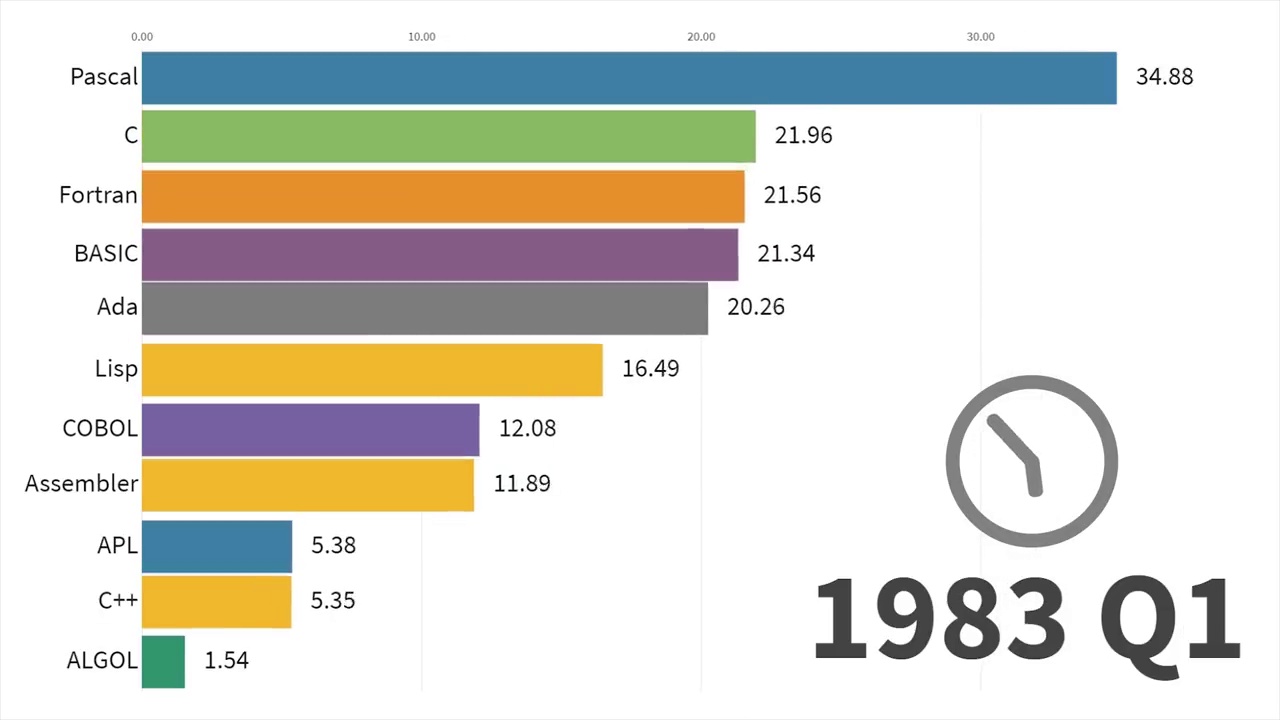 0.00 10.00 20.00 30.00
Pascal 34.88
C 21.96
Fortran 21.56
BASIC 21.34
Ada 20.26
Lisp 16.49
COBOL 12.08
Assembler 11.89
APL 5.38
C++ 5.35
ALGOL 1.54
1983 Q1